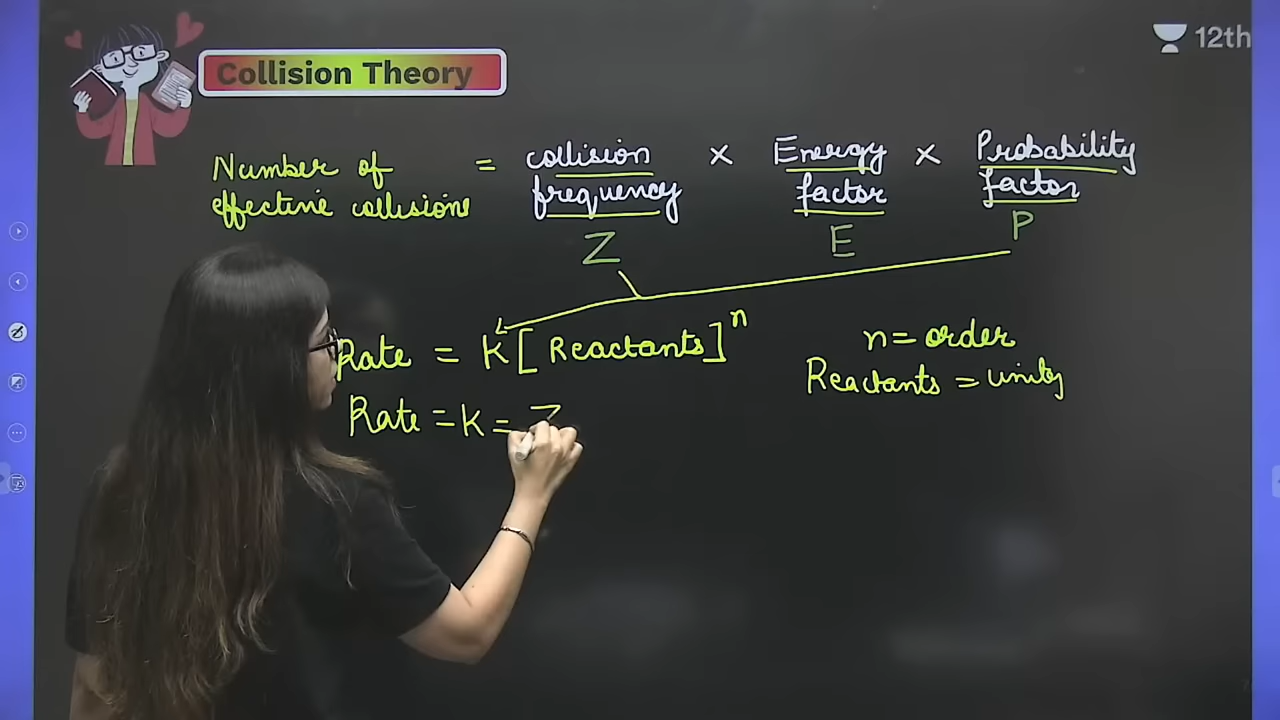 Collision Theory
12th
Number of effective collisions = collision frequency × Energy factor × Probability factor
Z E P
Rate = K[Reactants]ⁿ
n = order
Reactants = unity
Rate = K = Z